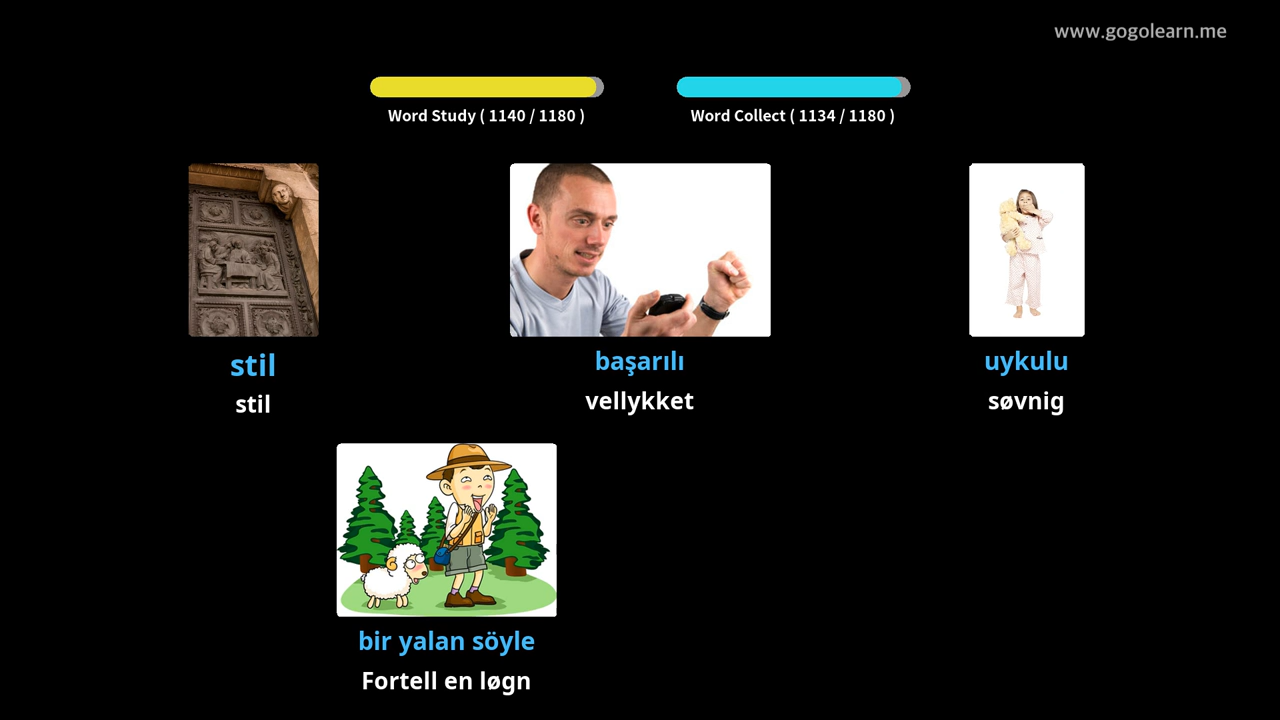 www.gogolearn.me
Word Study ( 1140 / 1180 )
Word Collect ( 1134 / 1180 )
stil
stil
başarılı
vellykket
uykulu
søvnig
bir yalan söyle
Fortell en løgn